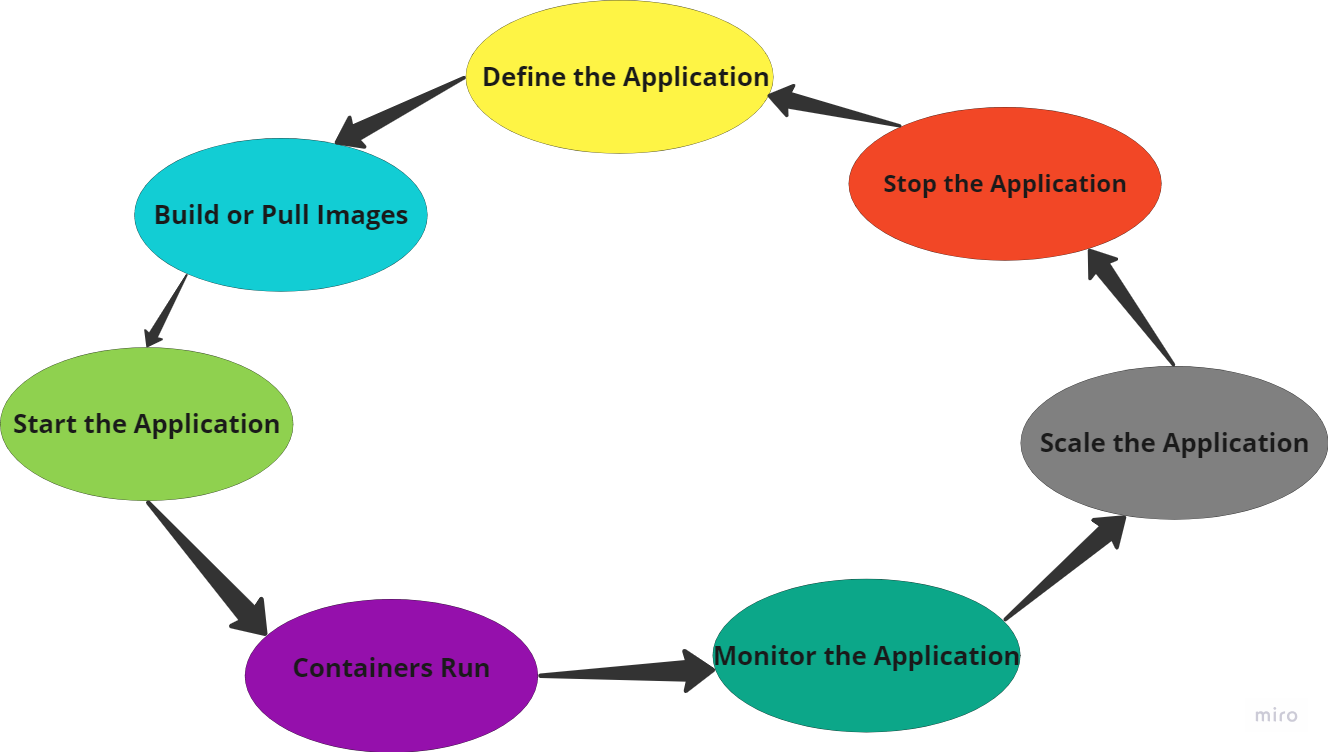 Define the Application
Stop the Application
Build or Pull Images
Start the Application
Scale the Application
Containers Run
Monitor the Application
miro